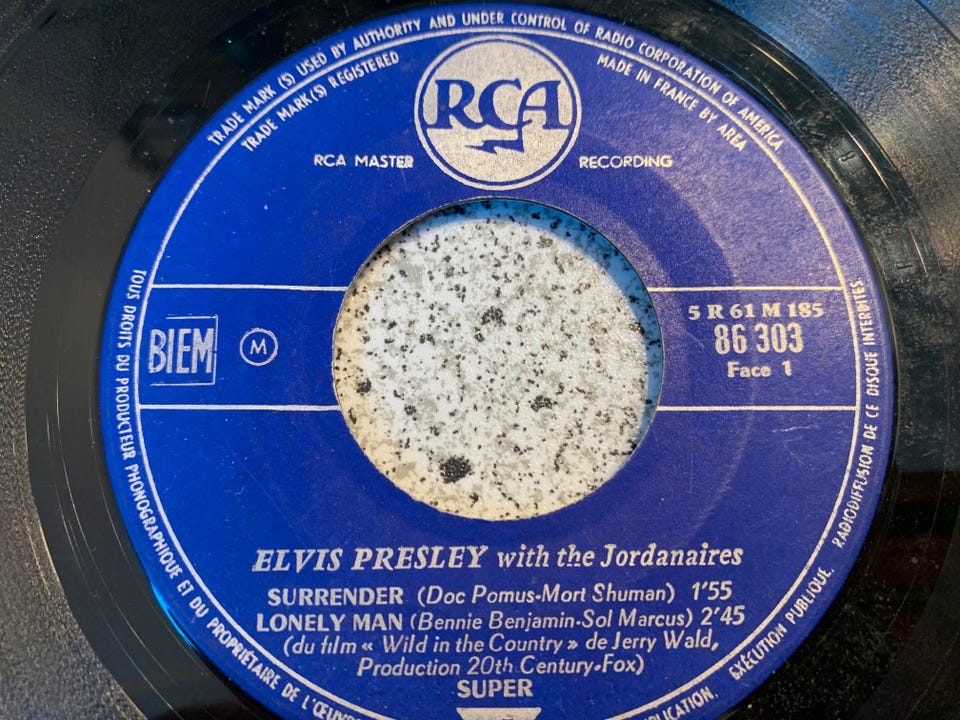 TRADE MARK (S) USED BY AUTHORITY AND UNDER CONTROL OF RADIO CORPORATION OF AMERICA
TRADE MARK(S) REGISTERED
MADE IN FRANCE BY AREA
RCA
RCA MASTER RECORDING
BIEM
M
5 R 61 M 185
86 303
Face 1
ELVIS PRESLEY with the Jordanaires
SURRENDER (Doc Pomus-Mort Shuman) 1'55
LONELY MAN (Bennie Benjamin-Sol Marcus) 2'45
(du film « Wild in the Country » de Jerry Wald,
Production 20th Century-Fox)
SUPER
TOUS DROITS DU PRODUCTEUR PHONOGRAPHIQUE ET DU PROPRIÉTAIRE DE L'ŒUVRE
EXÉCUTION PUBLIQUE.
RADIODIFFUSION DE CE DISQUE INTERDITES